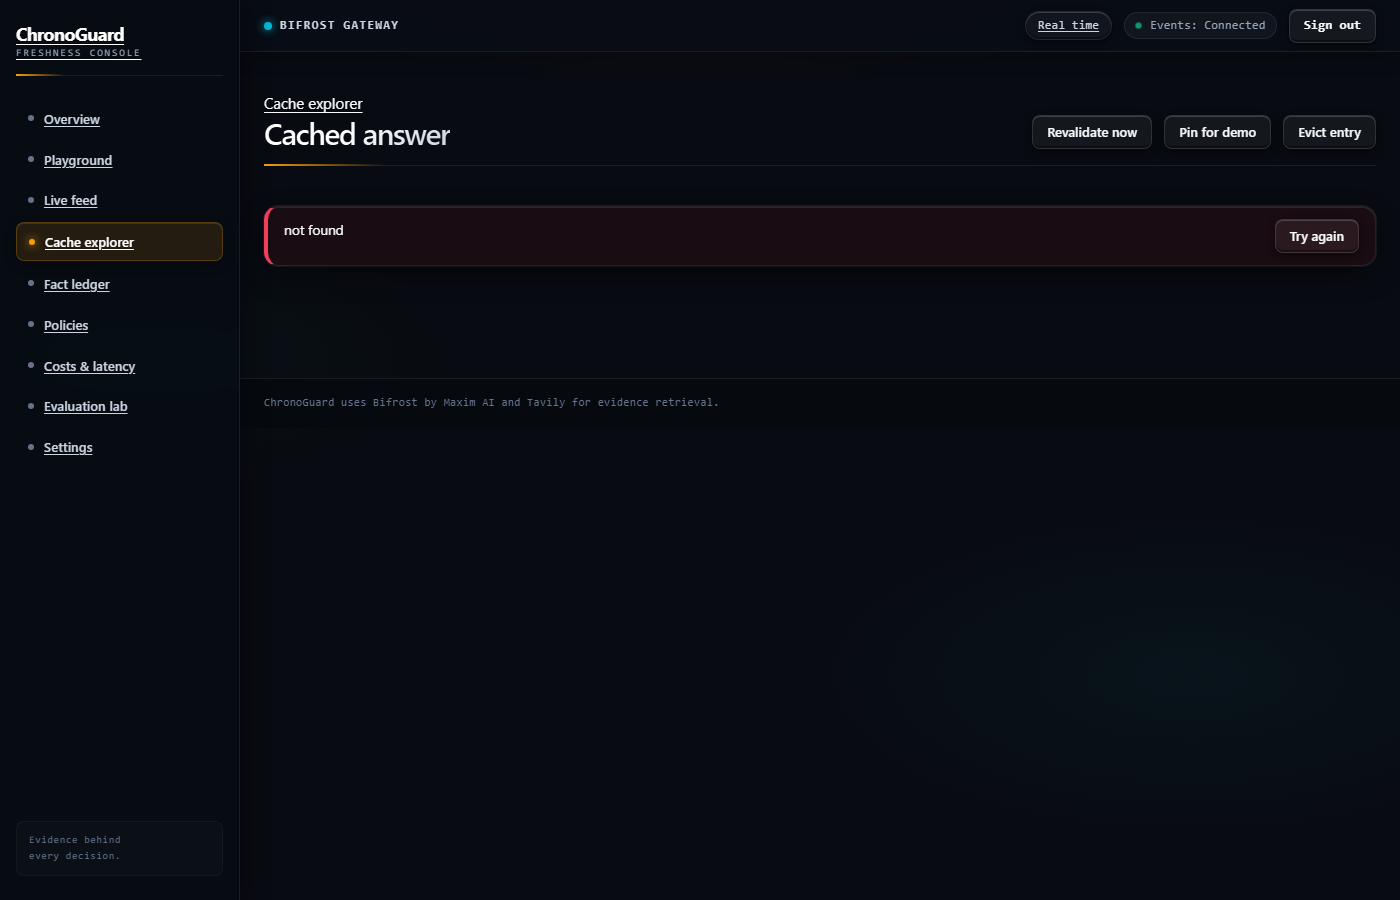 ChronoGuard
FRESHNESS CONSOLE
Overview
Playground
Live feed
Cache explorer
Fact ledger
Policies
Costs & latency
Evaluation lab
Settings
Evidence behind
every decision.
BIFROST GATEWAY
Real time
Events: Connected
Sign out
Cache explorer
Cached answer
Revalidate now
Pin for demo
Evict entry
not found
Try again
ChronoGuard uses Bifrost by Maxim AI and Tavily for evidence retrieval.